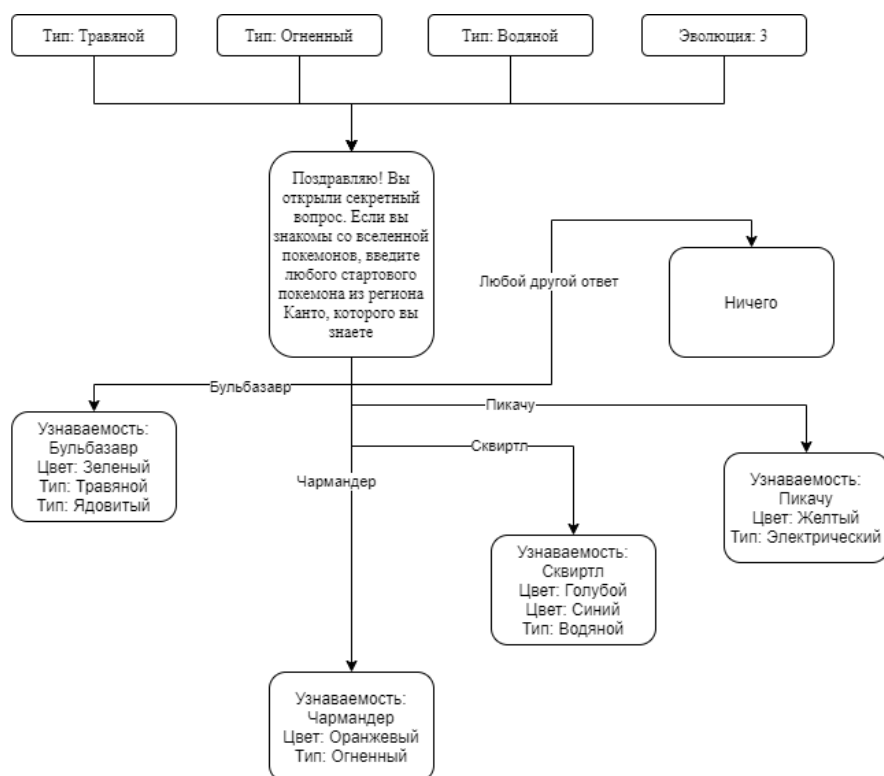 Тип: Травяной
Тип: Огненный
Тип: Водяной
Эволюция: 3
Поздравляю! Вы
открыли секретный
вопрос. Если вы
знакомы со вселенной
покемонов, введите
любого стартового
покемона из региона
Канто, которого вы
знаете
Любой другой ответ
Ничего
Бульбазавр
Пикачу
Сквиртл
Чармандер
Узнаваемость:
Бульбазавр
Цвет: Зеленый
Тип: Травяной
Тип: Ядовитый
Узнаваемость:
Пикачу
Цвет: Желтый
Тип: Электрический
Узнаваемость:
Сквиртл
Цвет: Голубой
Цвет: Синий
Тип: Водяной
Узнаваемость:
Чармандер
Цвет: Оранжевый
Тип: Огненный